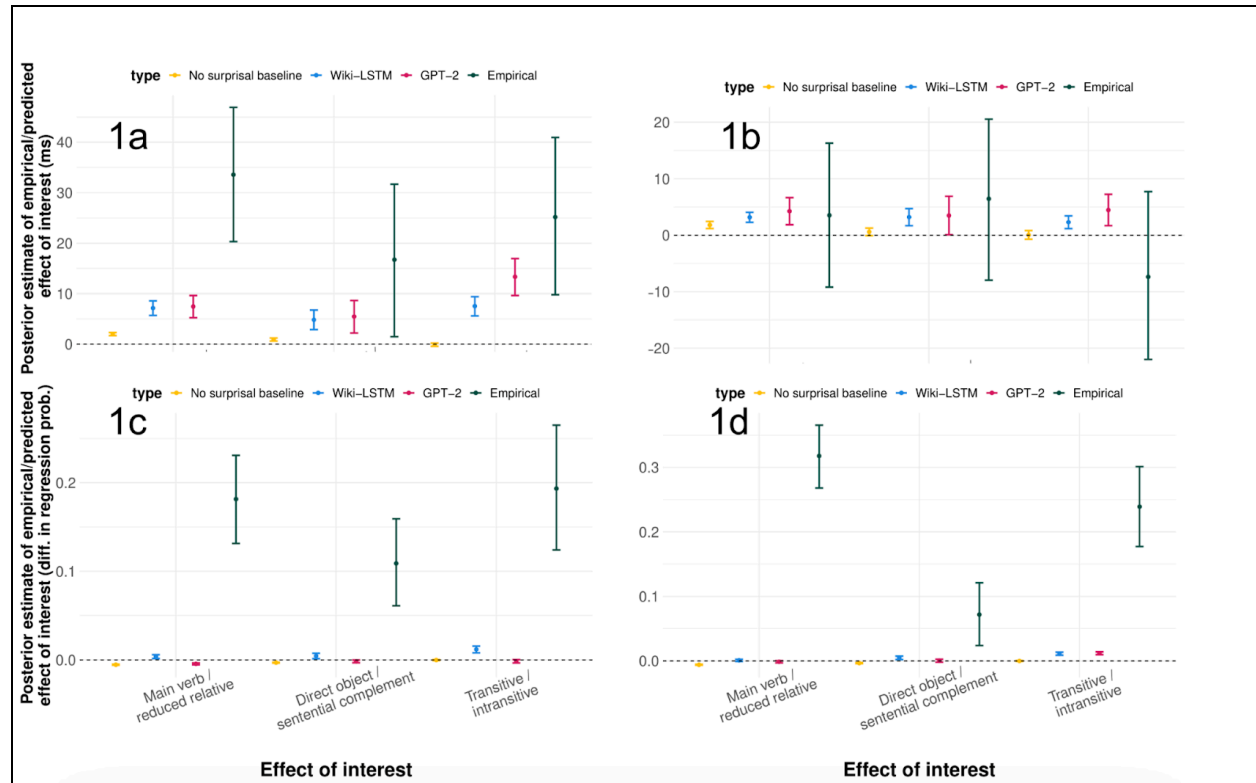 type No surprisal baseline Wiki-LSTM GPT-2 Empirical
1a
Posterior estimate of empirical/predicted
effect of interest (ms)
40
30
20
10
0
type No surprisal baseline Wiki-LSTM GPT-2 Empirical
1b
20
10
0
-10
-20
type No surprisal baseline Wiki-LSTM GPT-2 Empirical
1c
Posterior estimate of empirical/predicted
effect of interest (diff. in regression prob.)
0.2
0.1
0.0
Main verb /
reduced relative
Direct object /
sentential complement
Transitive /
intransitive
Effect of interest
type No surprisal baseline Wiki-LSTM GPT-2 Empirical
1d
0.3
0.2
0.1
0.0
Main verb /
reduced relative
Direct object /
sentential complement
Transitive /
intransitive
Effect of interest